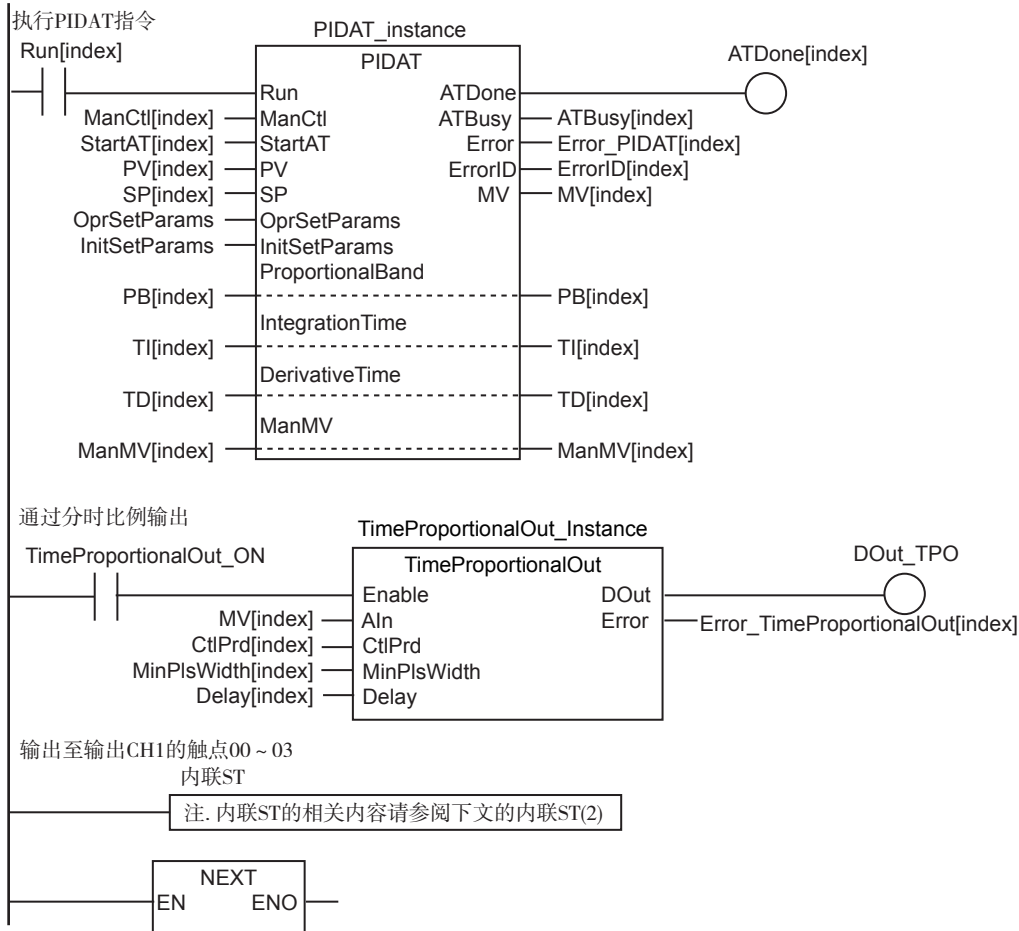 执行PIDAT指令
Run[index]
PIDAT_instance
PIDAT
ATDone[index]
Run ATDone
ManCtl[index] ManCtl ATBusy ATBusy[index]
StartAT[index] StartAT Error Error_PIDAT[index]
PV[index] PV ErrorID ErrorID[index]
SP[index] SP MV MV[index]
OprSetParams OprSetParams
InitSetParams InitSetParams
ProportionalBand
PB[index] PB[index]
IntegrationTime
TI[index] TI[index]
DerivativeTime
TD[index] TD[index]
ManMV
ManMV[index] ManMV[index]
通过分时比例输出
TimeProportionalOut_Instance
TimeProportionalOut_ON TimeProportionalOut DOut_TPO
Enable DOut
MV[index] AIn Error Error_TimeProportionalOut[index]
CtlPrd[index] CtlPrd
MinPlsWidth[index] MinPlsWidth
Delay[index] Delay
输出至输出CH1的触点00～03
内联ST
注. 内联ST的相关内容请参阅下文的内联ST(2)
NEXT
EN ENO